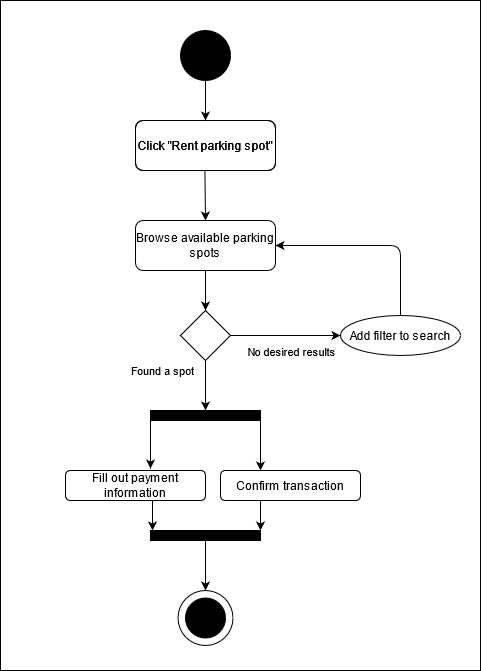 Click "Rent parking spot"
Browse available parking
spots
No desired results
Add filter to search
Found a spot
Fill out payment
information
Confirm transaction